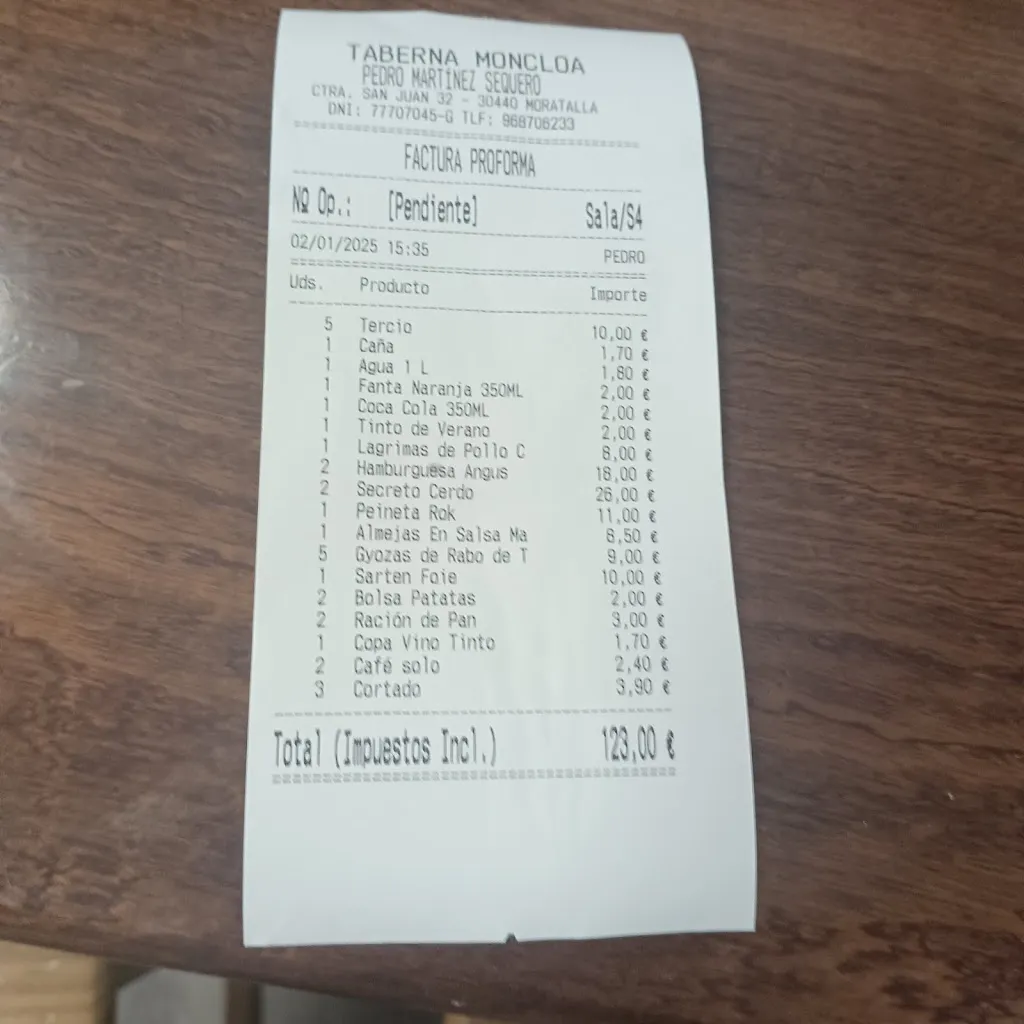 TABERNA MONCLOA
PEDRO MARTÍNEZ SEQUERO
CTRA. SAN JUAN 32 - 30440 MORATALLA
DNI: 77707045-G TLF: 968706233
FACTURA PROFORMA
Nº Op.: [Pendiente] Sala/S4
02/01/2025 15:35 PEDRO
Uds. Producto Importe
5 Tercio 10,00 €
1 Caña 1,70 €
1 Agua 1 L 1,80 €
1 Fanta Naranja 350ML 2,00 €
1 Coca Cola 350ML 2,00 €
1 Tinto de Verano 2,00 €
1 Lagrimas de Pollo C 8,00 €
2 Hamburguesa Angus 18,00 €
2 Secreto Cerdo 26,00 €
1 Peineta Rok 11,00 €
1 Almejas En Salsa Ma 8,50 €
5 Gyozas de Rabo de T 9,00 €
1 Sarten Foie 10,00 €
2 Bolsa Patatas 2,00 €
2 Ración de Pan 3,00 €
1 Copa Vino Tinto 1,70 €
2 Café solo 2,40 €
3 Cortado 3,90 €
Total (Impuestos Incl.) 123,00 €